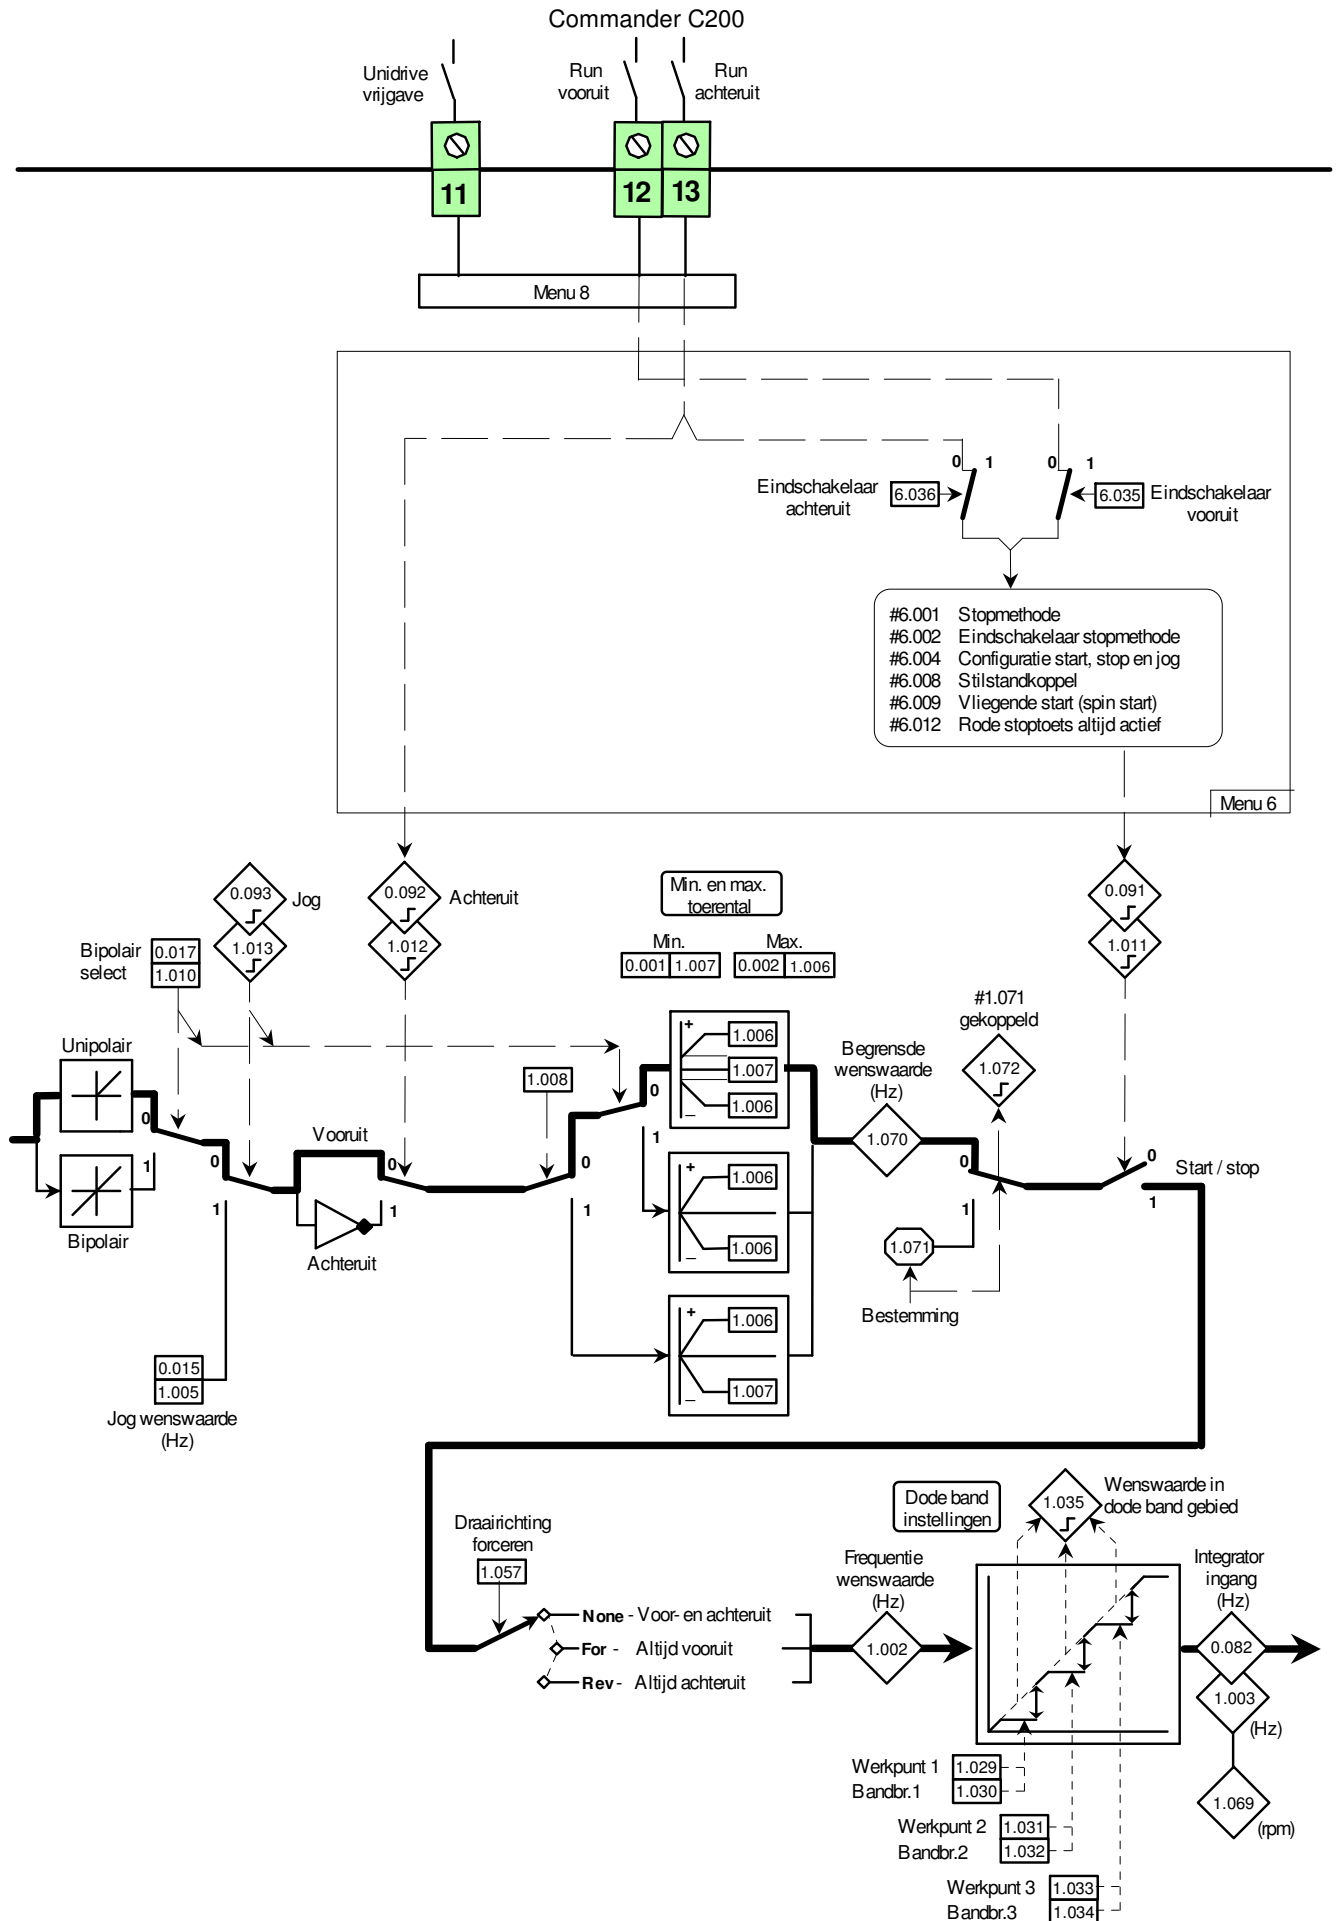 Commander C200
Unidrive
vrijgave
Run
vooruit
Run
achteruit
11
12
13
Menu 8
0
1
0
1
Eindschakelaar
achteruit
6.036
6.035
Eindschakelaar
vooruit
#6.001 Stopmethode
#6.002 Eindschakelaar stopmethode
#6.004 Configuratie start, stop en jog
#6.008 Stilstandkoppel
#6.009 Vliegende start (spin start)
#6.012 Rode stoptoets altijd actief
Menu 6
0.093
1.013
Jog
0.092
1.012
Achteruit
Min. en max.
toerental
Min.
0.001 1.007
Max.
0.002 1.006
0.091
1.011
Bipolair
select
0.017
1.010
#1.071
gekoppeld
1.072
Unipolair
Bipolair
0
1
0
1
Vooruit
Achteruit
0
1
1.008
0
1
0
1
+
1.006
1.007
1.006
–
+
1.006
1.006
–
+
1.006
1.007
–
Begrensde
wenswaarde
(Hz)
1.070
0
1
1.071
Bestemming
0
1
Start / stop
0.015
1.005
Jog wenswaarde
(Hz)
Draairichting
forceren
1.057
None - Voor- en achteruit
For - Altijd vooruit
Rev - Altijd achteruit
Frequentie
wenswaarde
(Hz)
1.002
Dode band
instellingen
1.035
Wenswaarde in
dode band gebied
Integrator
ingang
(Hz)
0.082
1.003
(Hz)
1.069
(rpm)
Werkpunt 1 1.029
Bandbr.1 1.030
Werkpunt 2 1.031
Bandbr.2 1.032
Werkpunt 3 1.033
Bandbr.3 1.034